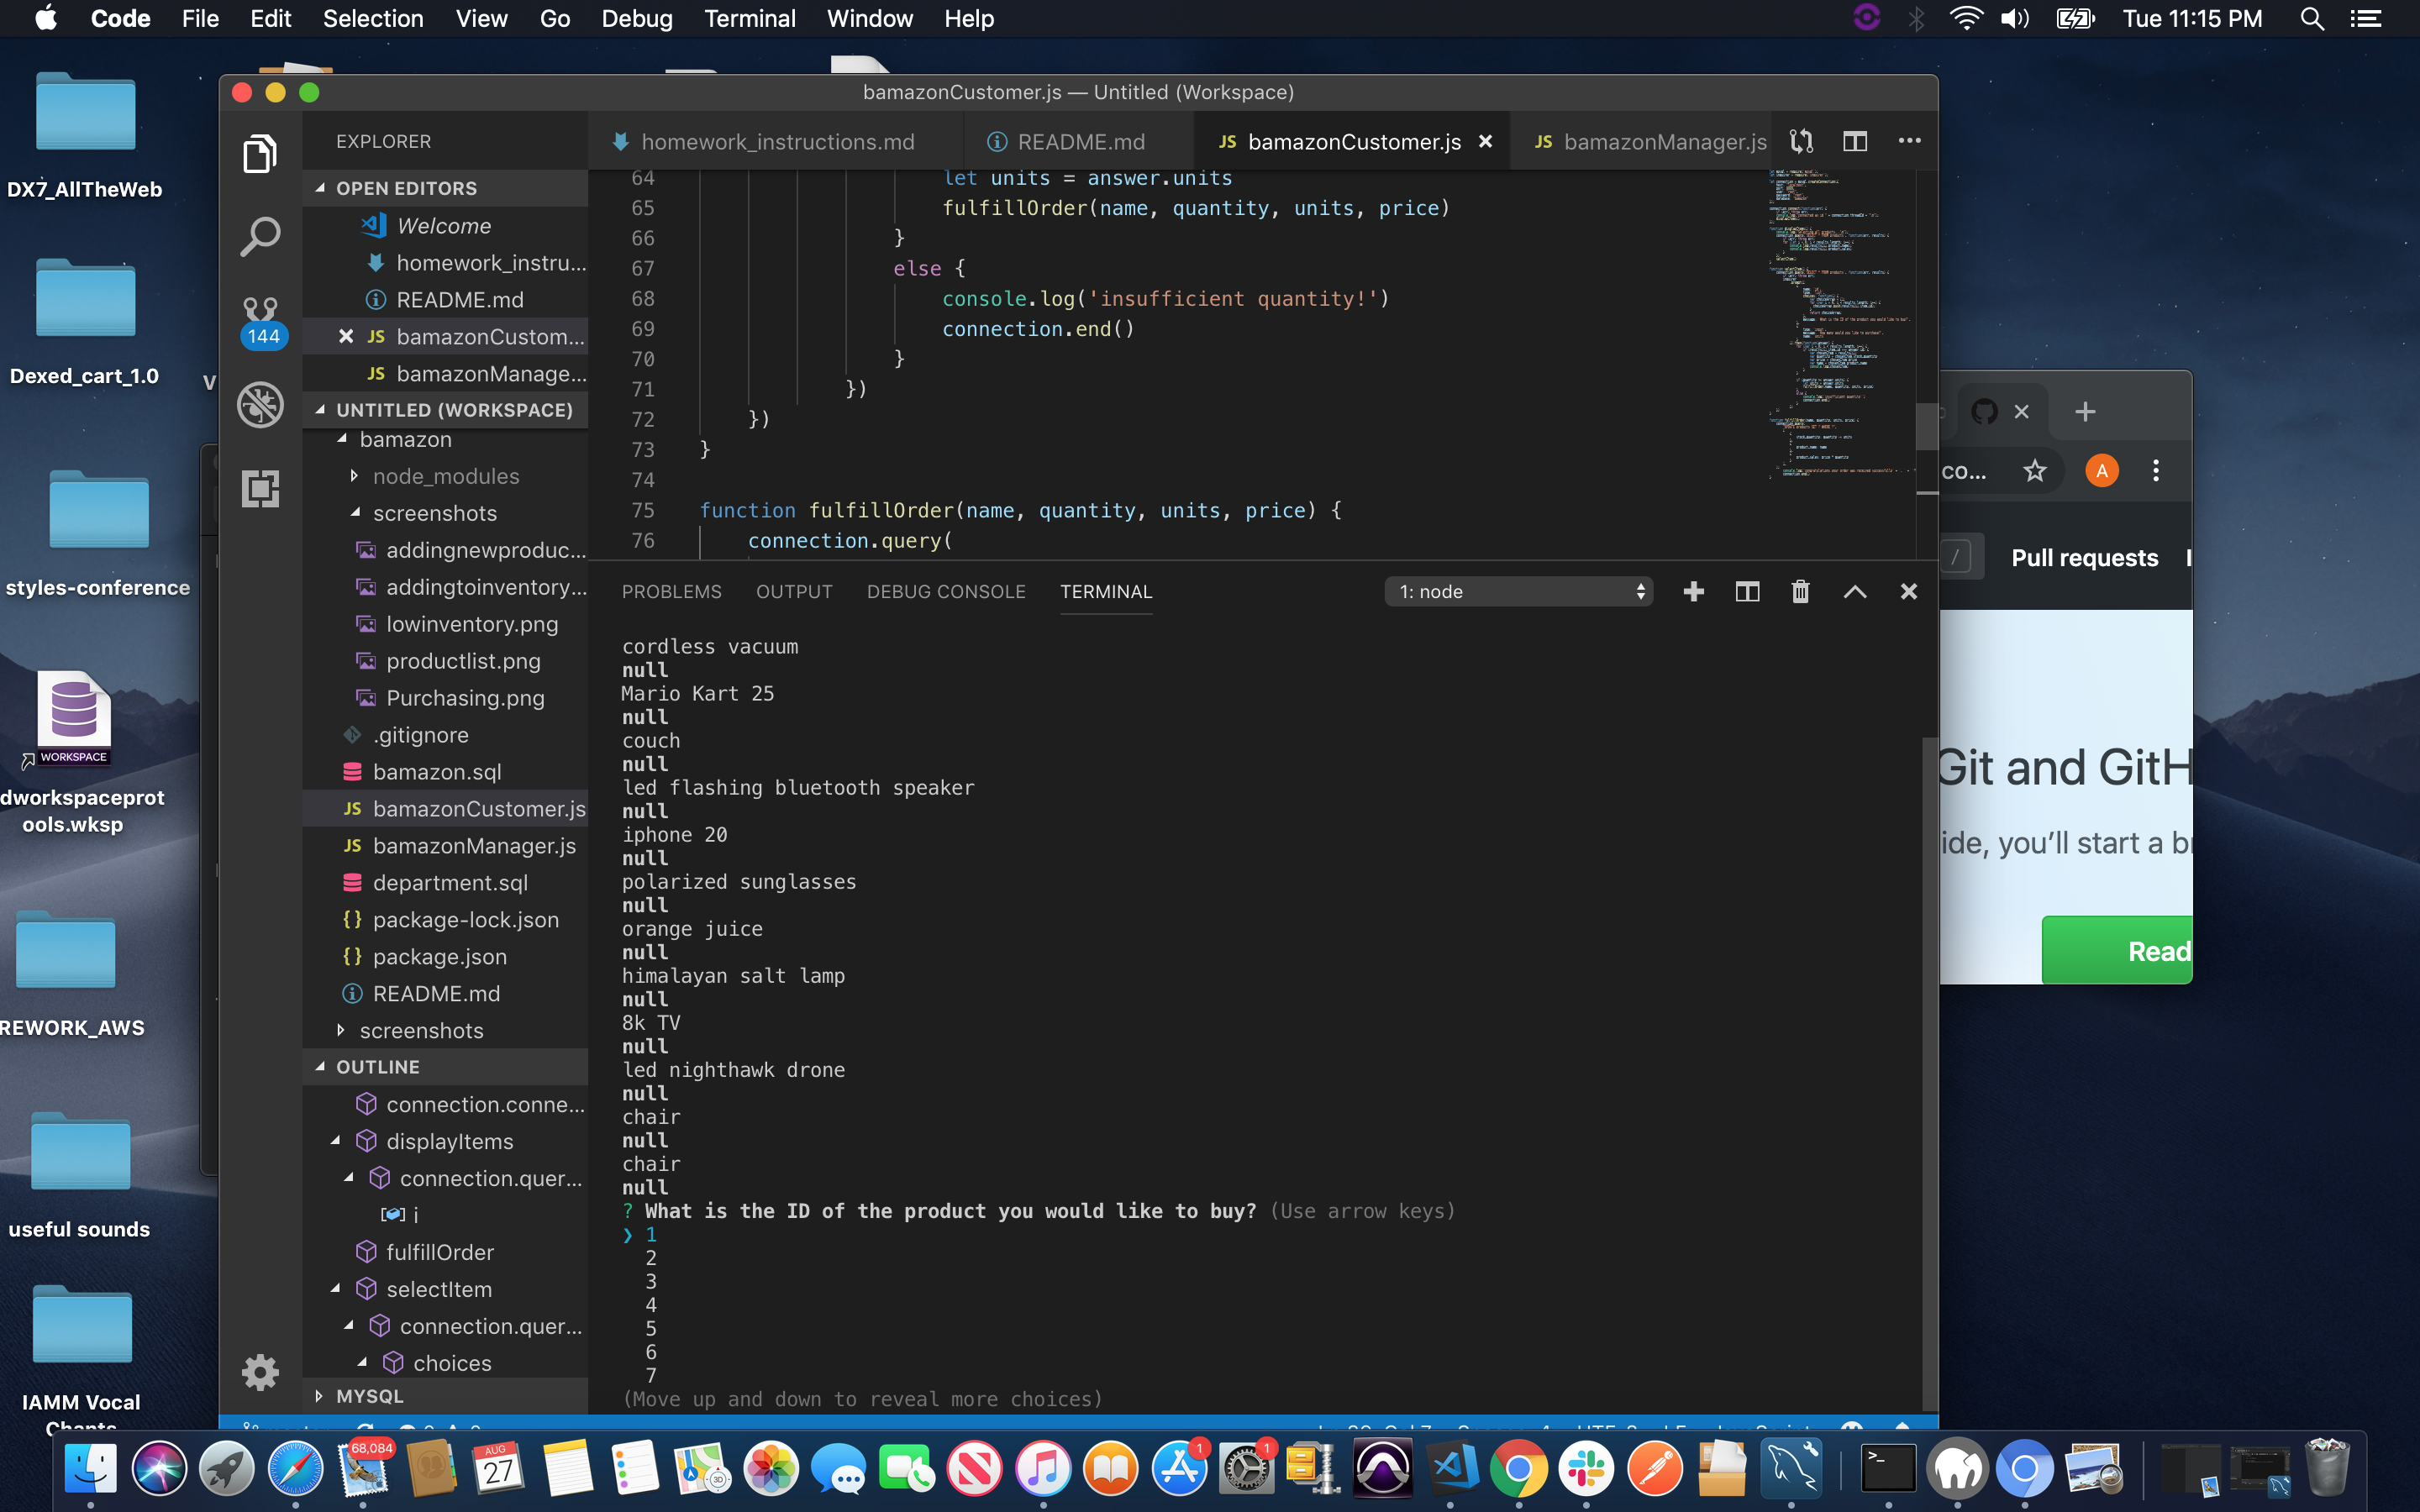 Code File Edit Selection View Go Debug Terminal Window Help
Tue 11:15 PM
DX7_AllTheWeb
Dexed_cart_1.0
styles-conference
WORKSPACE
dworkspaceprot
ools.wksp
REWORK_AWS
useful sounds
IAMM Vocal
Chants
bamazonCustomer.js — Untitled (Workspace)
EXPLORER
OPEN EDITORS
Welcome
homework_instru...
README.md
JS bamazonCustom...
JS bamazonManage...
144
UNTITLED (WORKSPACE)
bamazon
node_modules
screenshots
addingnewproduc...
addingtoinventory...
lowinventory.png
productlist.png
Purchasing.png
.gitignore
bamazon.sql
JS bamazonCustomer.js
JS bamazonManager.js
department.sql
{} package-lock.json
{} package.json
README.md
screenshots
OUTLINE
connection.conne...
displayItems
connection.quer...
i
fulfillOrder
selectItem
connection.quer...
choices
MYSQL
homework_instructions.md
README.md
JS bamazonCustomer.js
JS bamazonManager.js
64 let units = answer.units
65 fulfillOrder(name, quantity, units, price)
66 }
67 else {
68 console.log('insufficient quantity!')
69 connection.end()
70 }
71 })
72 })
73 }
74
75 function fulfillOrder(name, quantity, units, price) {
76 connection.query(
PROBLEMS OUTPUT DEBUG CONSOLE TERMINAL
1: node
cordless vacuum
null
Mario Kart 25
null
couch
null
led flashing bluetooth speaker
null
iphone 20
null
polarized sunglasses
null
orange juice
null
himalayan salt lamp
null
8k TV
null
led nighthawk drone
null
chair
null
chair
null
? What is the ID of the product you would like to buy? (Use arrow keys)
❯ 1
2
3
4
5
6
7
(Move up and down to reveal more choices)
co...
A
/
Pull requests
Git and GitH
ide, you'll start a br
Read
68,084
AUG
27
3D
1
1